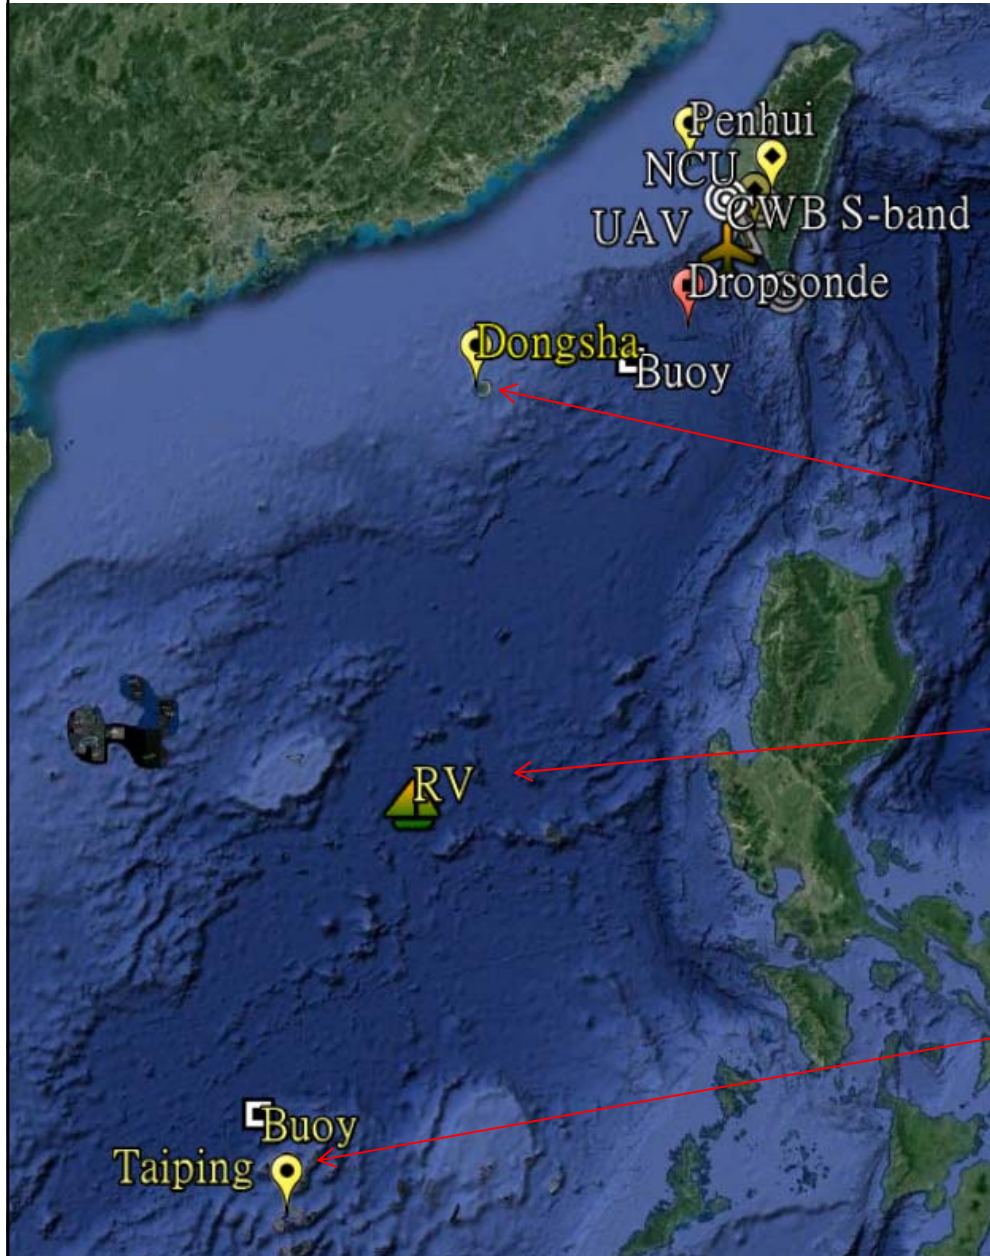 Penhui
NCU
UAV
CWB S-band
Dropsonde
Dongsha
Buoy
RV
Buoy
Taiping